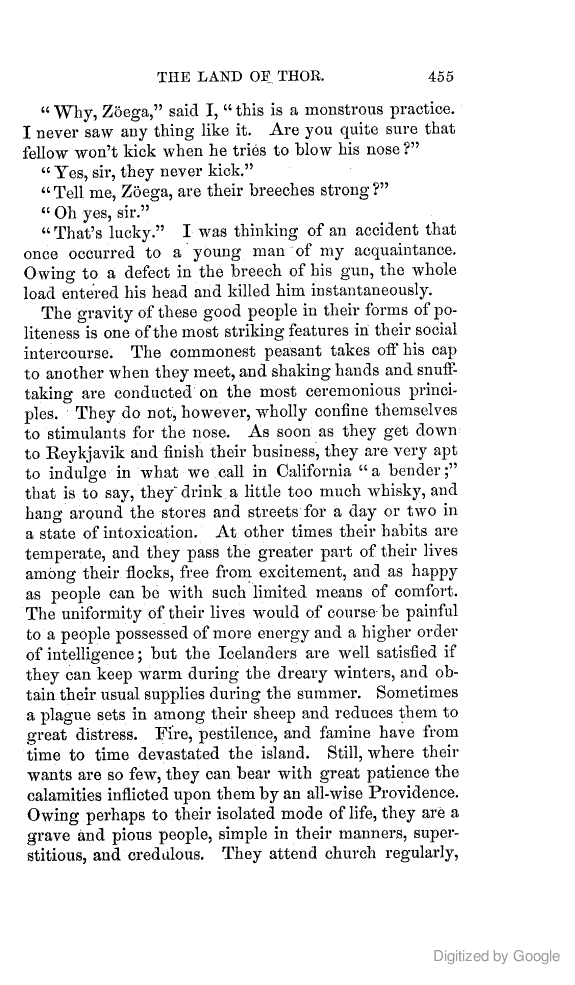 THE LAND OF THOR. 455
“Why, Zöega,” said I, “this is a monstrous practice.
I never saw any thing like it. Are you quite sure that
fellow won’t kick when he tries to blow his nose?”
“Yes, sir, they never kick.”
“Tell me, Zöega, are their breeches strong?”
“Oh yes, sir.”
“That’s lucky.” I was thinking of an accident that
once occurred to a young man of my acquaintance.
Owing to a defect in the breech of his gun, the whole
load entered his head and killed him instantaneously.
The gravity of these good people in their forms of po-
liteness is one of the most striking features in their social
intercourse. The commonest peasant takes off his cap
to another when they meet, and shaking hands and snuff-
taking are conducted on the most ceremonious princi-
ples. They do not, however, wholly confine themselves
to stimulants for the nose. As soon as they get down
to Reykjavik and finish their business, they are very apt
to indulge in what we call in California “a bender;”
that is to say, they drink a little too much whisky, and
hang around the stores and streets for a day or two in
a state of intoxication. At other times their habits are
temperate, and they pass the greater part of their lives
among their flocks, free from excitement, and as happy
as people can be with such limited means of comfort.
The uniformity of their lives would of course be painful
to a people possessed of more energy and a higher order
of intelligence; but the Icelanders are well satisfied if
they can keep warm during the dreary winters, and ob-
tain their usual supplies during the summer. Sometimes
a plague sets in among their sheep and reduces them to
great distress. Fire, pestilence, and famine have from
time to time devastated the island. Still, where their
wants are so few, they can bear with great patience the
calamities inflicted upon them by an all-wise Providence.
Owing perhaps to their isolated mode of life, they are a
grave and pious people, simple in their manners, super-
stitious, and credulous. They attend church regularly,
Digitized by Google